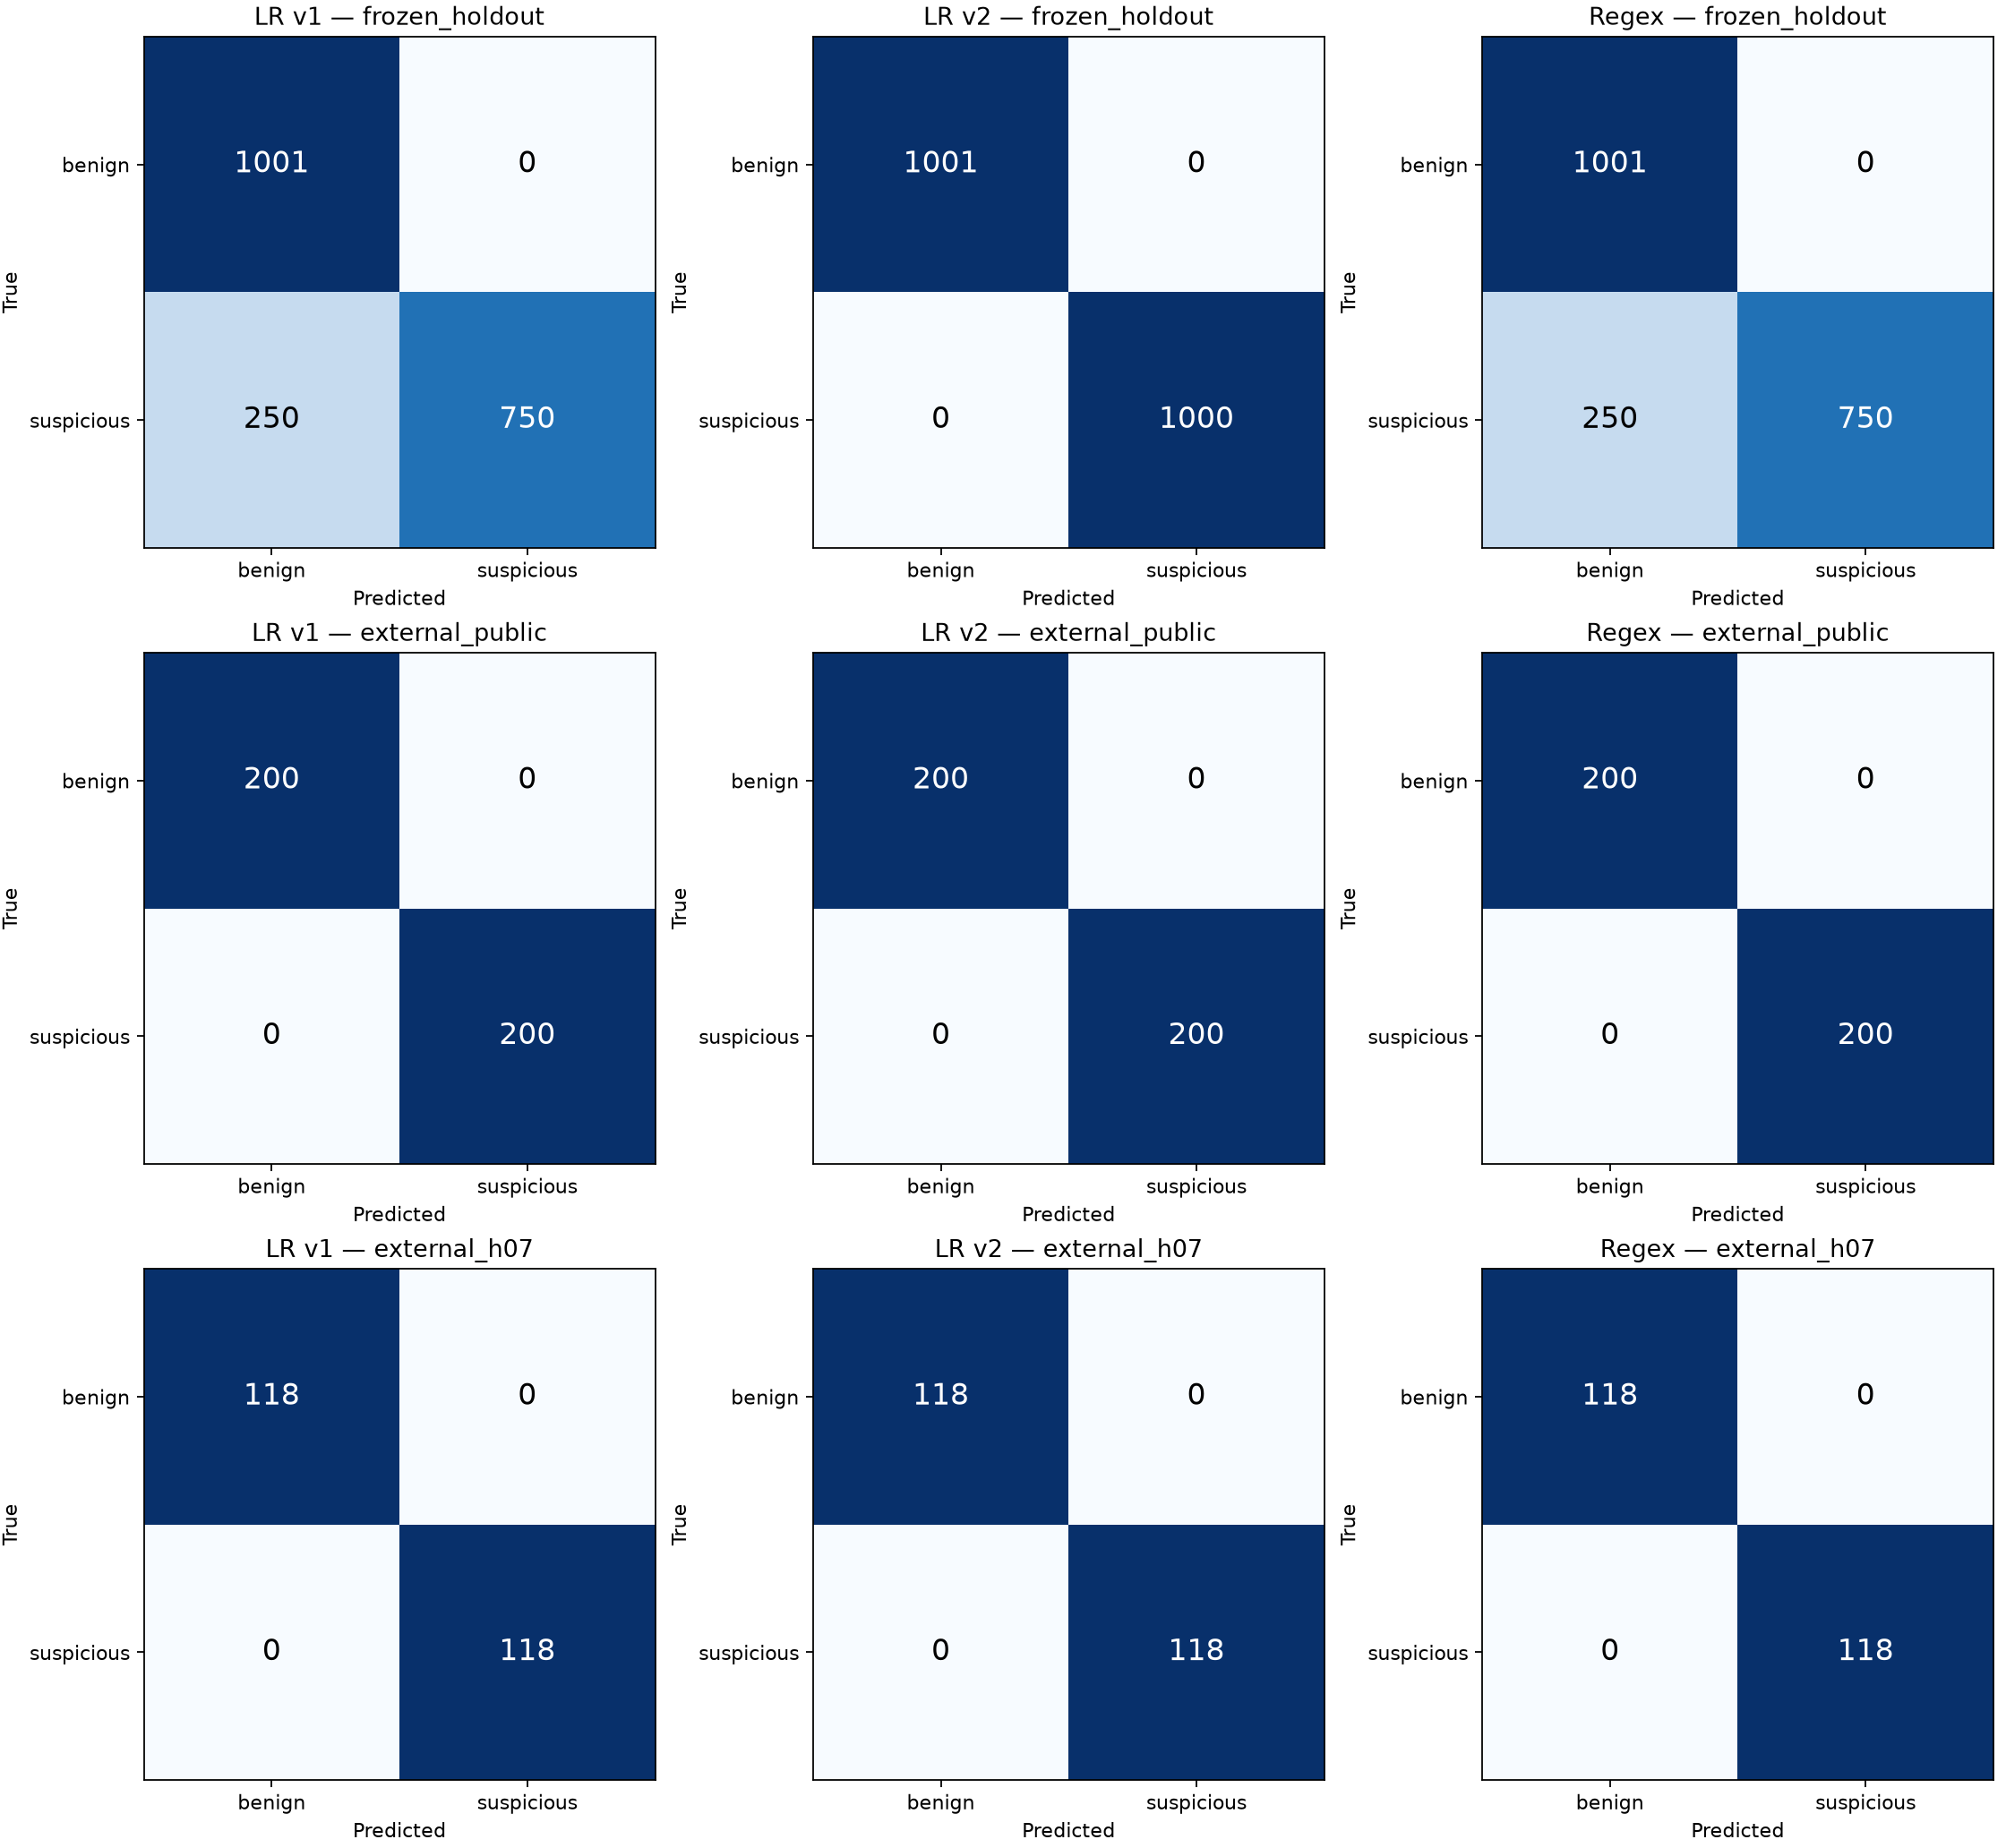 LR v1 — frozen_holdout
LR v2 — frozen_holdout
Regex — frozen_holdout
True
benign
1001
0
suspicious
250
750
benign
suspicious
Predicted
True
benign
1001
0
suspicious
0
1000
benign
suspicious
Predicted
True
benign
1001
0
suspicious
250
750
benign
suspicious
Predicted
LR v1 — external_public
LR v2 — external_public
Regex — external_public
True
benign
200
0
suspicious
0
200
benign
suspicious
Predicted
True
benign
200
0
suspicious
0
200
benign
suspicious
Predicted
True
benign
200
0
suspicious
0
200
benign
suspicious
Predicted
LR v1 — external_h07
LR v2 — external_h07
Regex — external_h07
True
benign
118
0
suspicious
0
118
benign
suspicious
Predicted
True
benign
118
0
suspicious
0
118
benign
suspicious
Predicted
True
benign
118
0
suspicious
0
118
benign
suspicious
Predicted